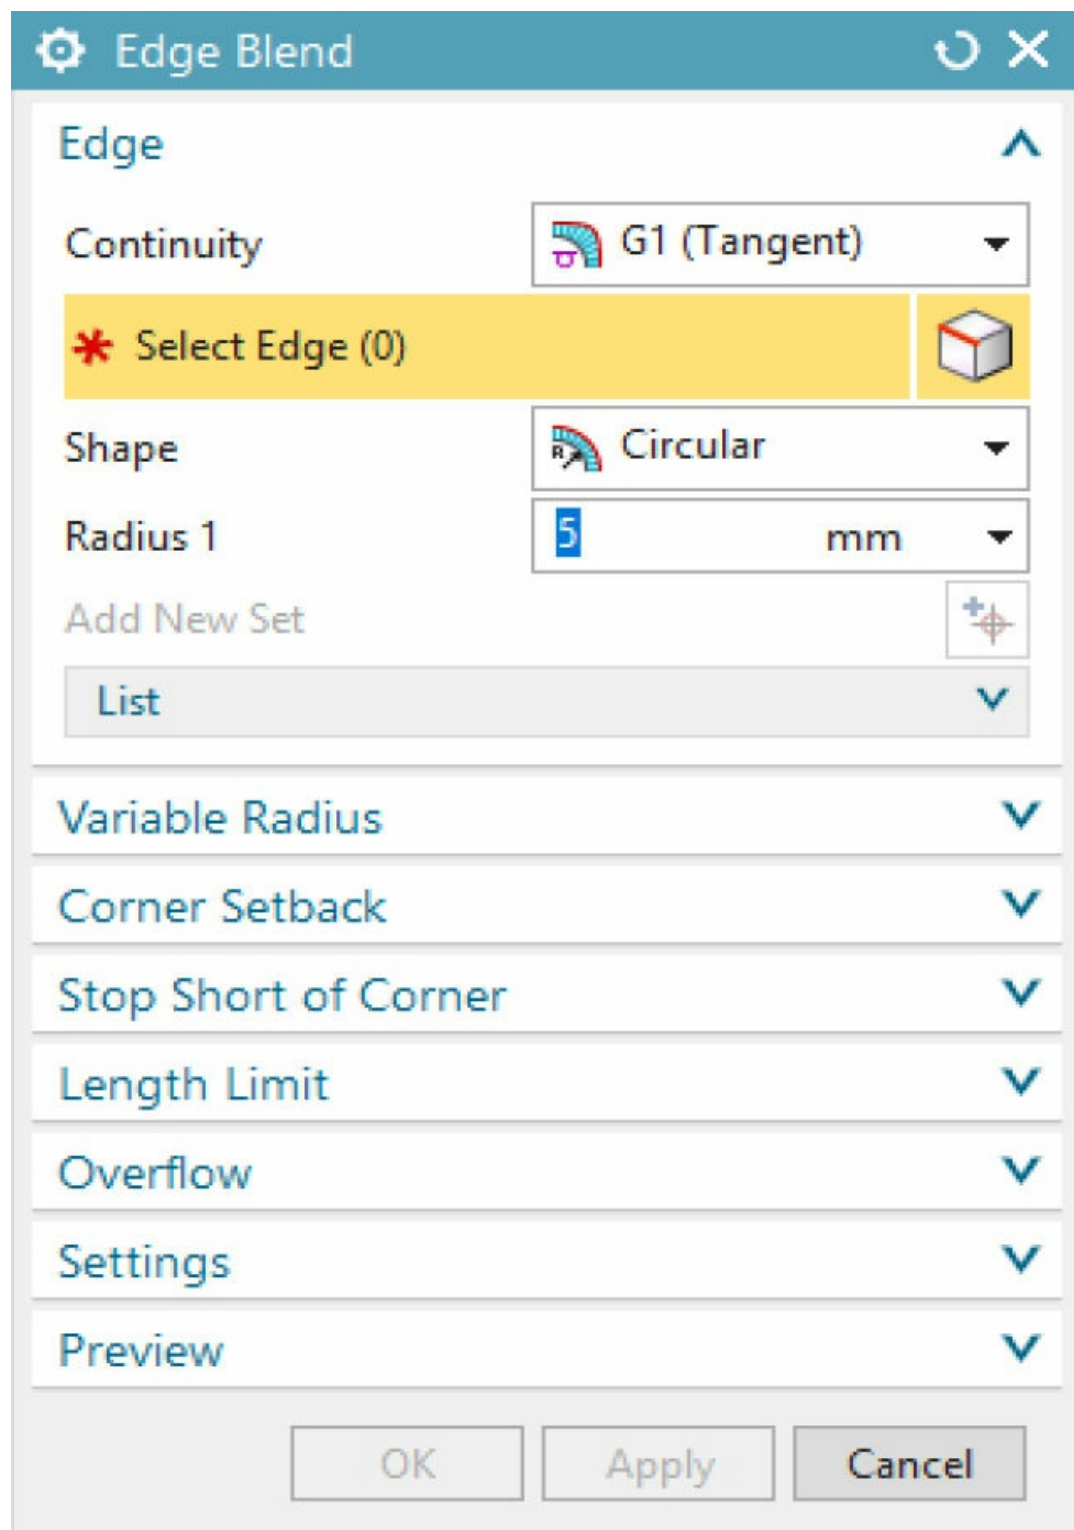 Edge Blend
Edge
Continuity G1 (Tangent)
* Select Edge (0)
Shape Circular
Radius 1 5 mm
Add New Set
List
Variable Radius
Corner Setback
Stop Short of Corner
Length Limit
Overflow
Settings
Preview
OK Apply Cancel